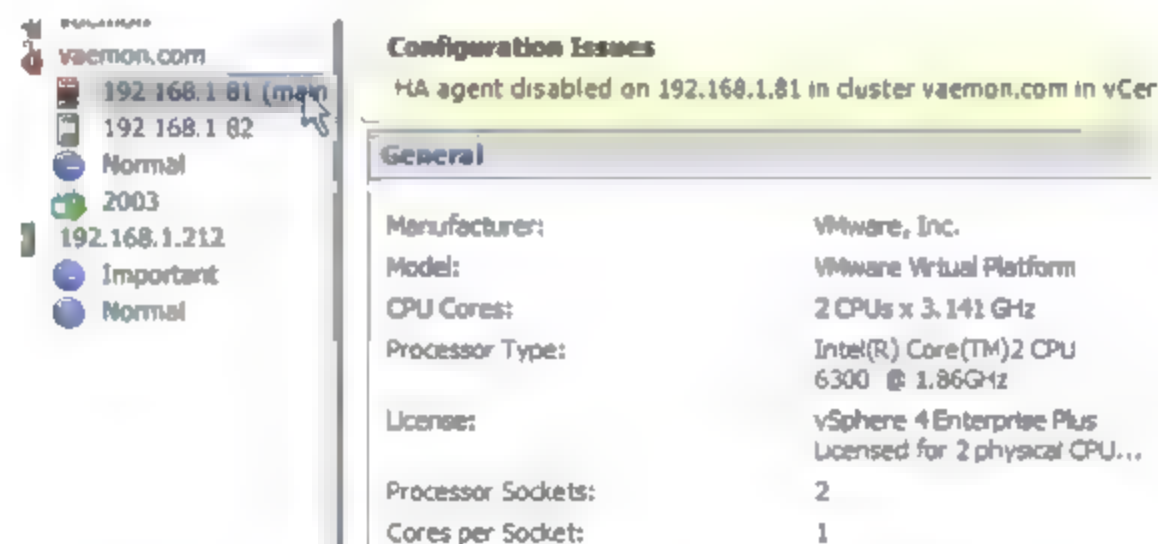 vaemon.com
192.168.1.81 (main
192.168.1.82
Normal
2003
192.168.1.212
Important
Normal
Configuration Issues
HA agent disabled on 192.168.1.81 in cluster vaemon.com in vCer
General
Manufacturer: VMware, Inc.
Model: VMware Virtual Platform
CPU Cores: 2 CPUs x 3.141 GHz
Processor Type: Intel(R) Core(TM)2 CPU
6300 @ 1.86GHz
License: vSphere 4 Enterprise Plus
Licensed for 2 physical CPU...
Processor Sockets: 2
Cores per Socket: 1